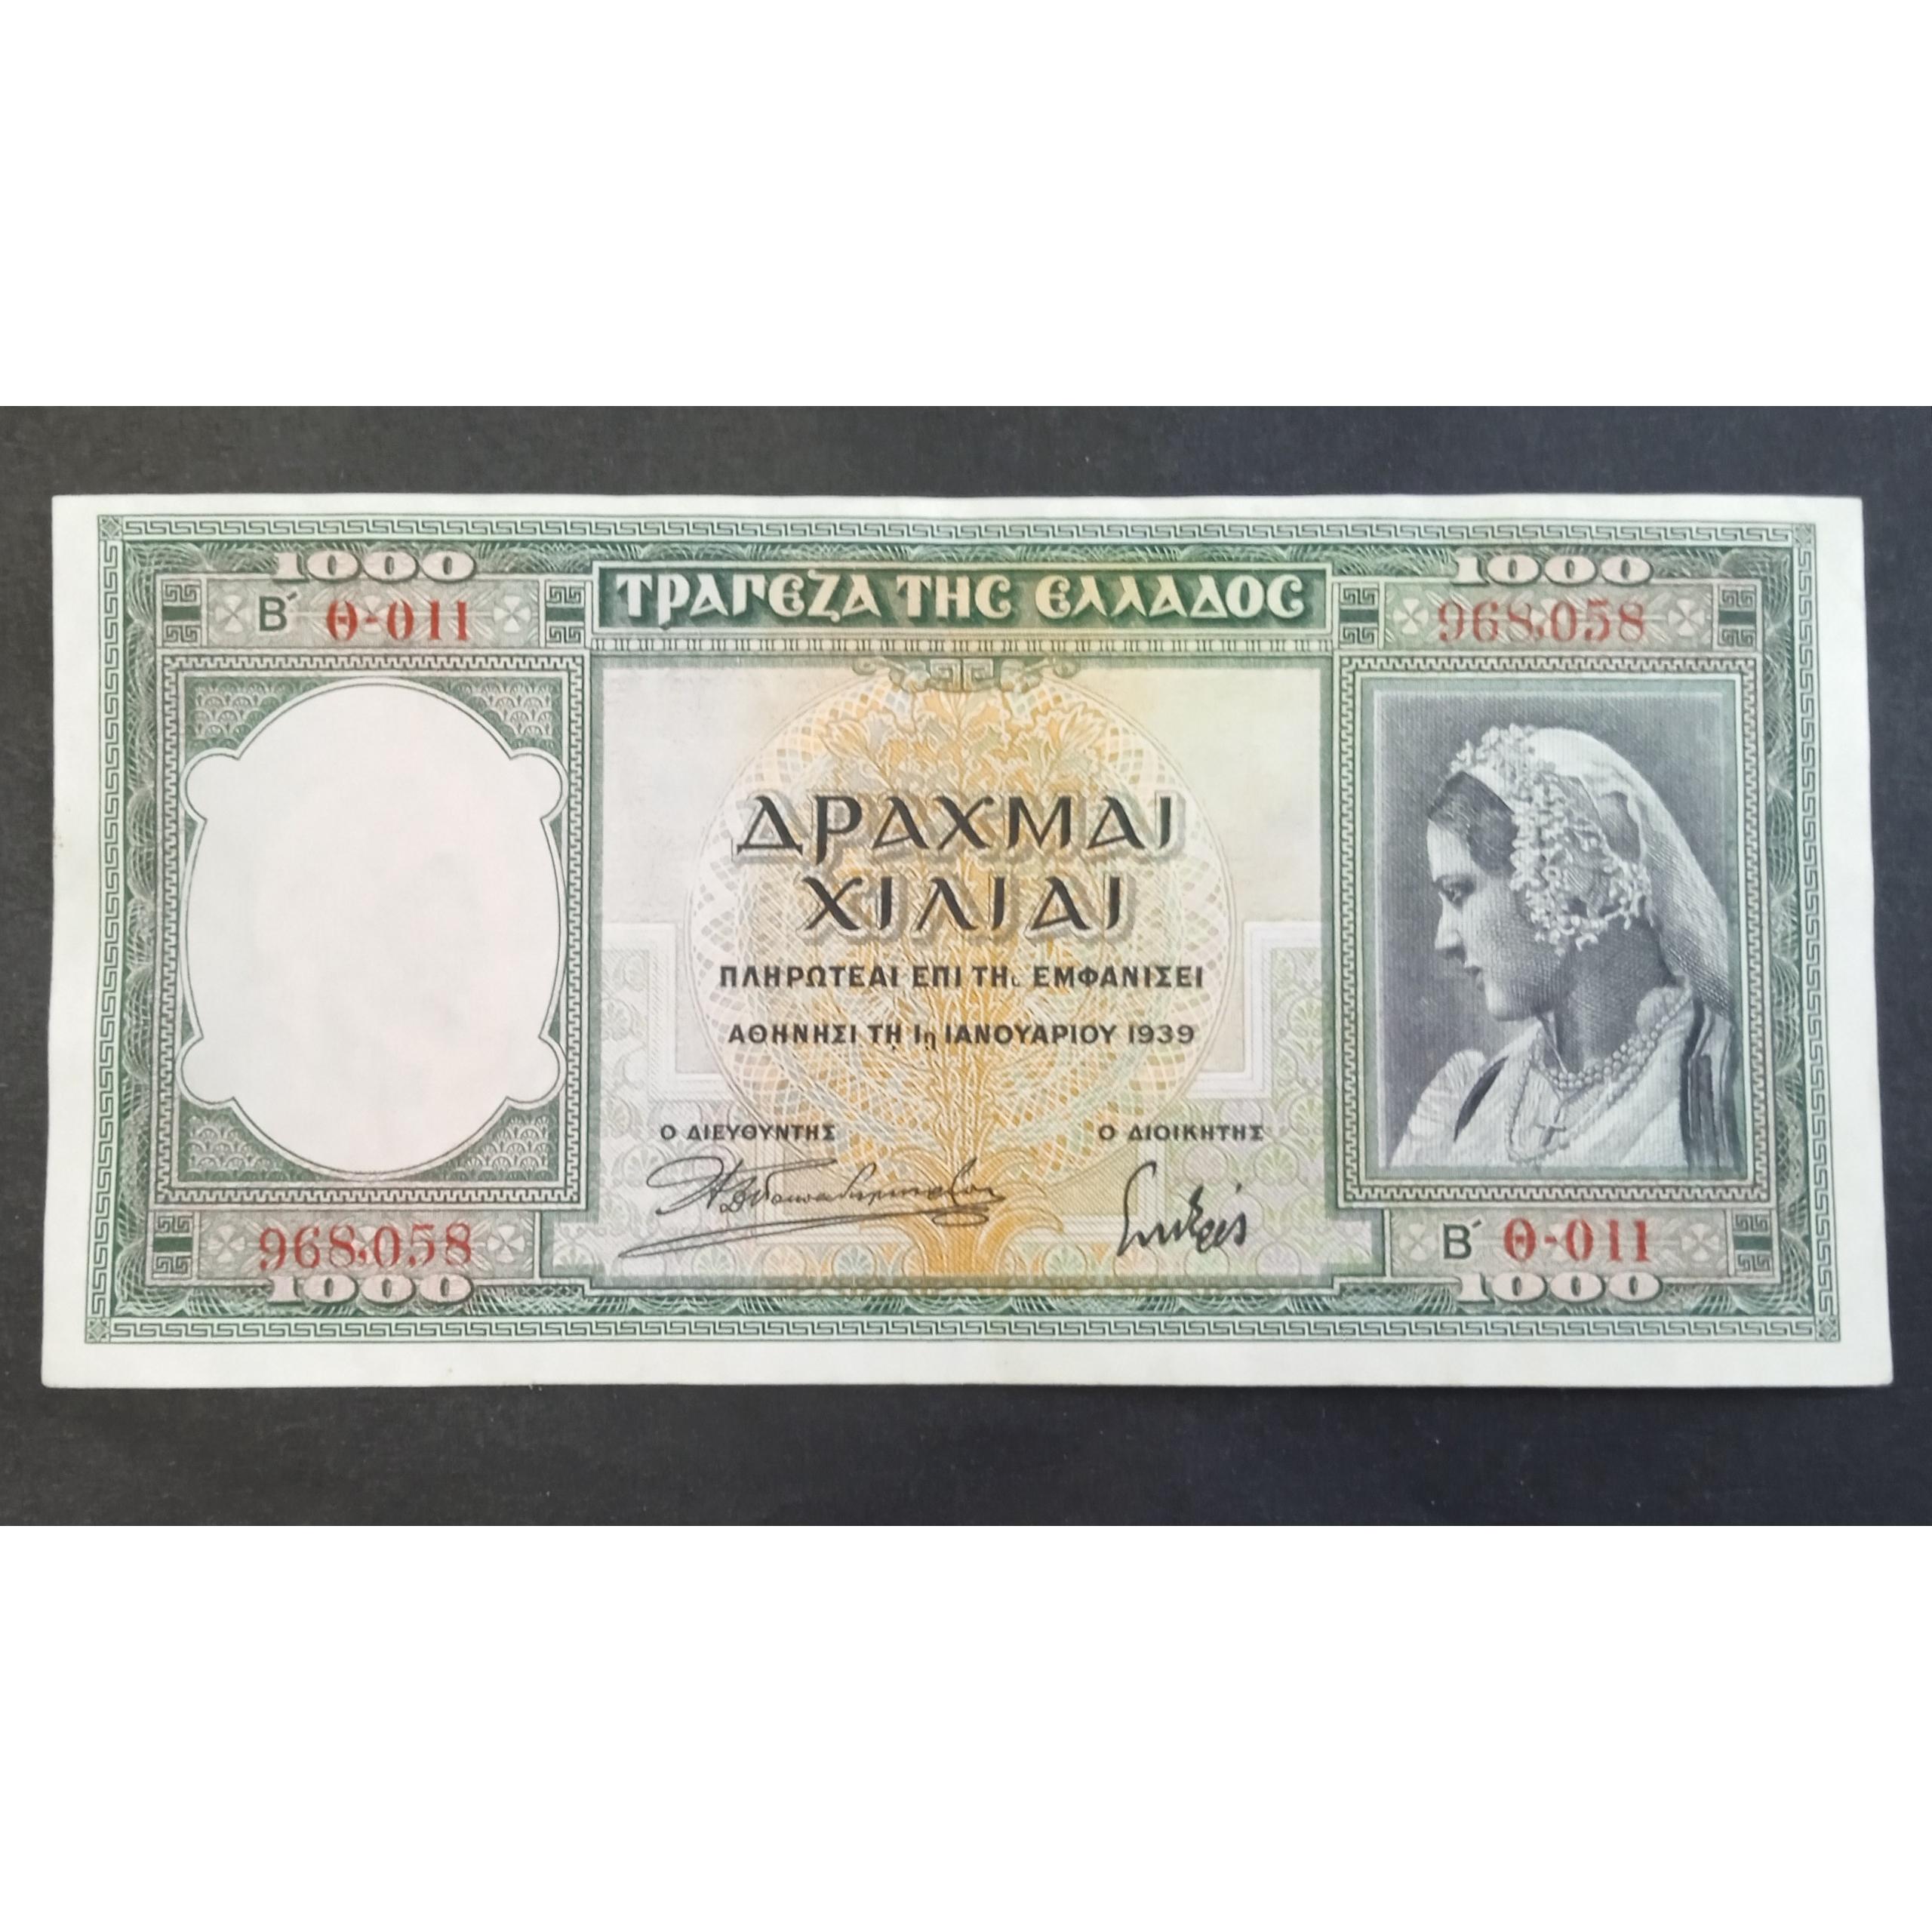 1000 1000
Β´ Θ-011 ΤΡΑΠΕΖΑ ΤΗΣ ΕΛΛΑΔΟΣ 968,058
ΔΡΑΧΜΑΙ
ΧΙΛΙΑΙ
ΠΛΗΡΩΤΕΑΙ ΕΠΙ ΤΗι ΕΜΦΑΝΙΣΕΙ
ΑΘΗΝΗΣΙ ΤΗ 1η ΙΑΝΟΥΑΡΙΟΥ 1939
Ο ΔΙΕΥΘΥΝΤΗΣ Ο ΔΙΟΙΚΗΤΗΣ
968,058 Β´ Θ-011
1000 1000